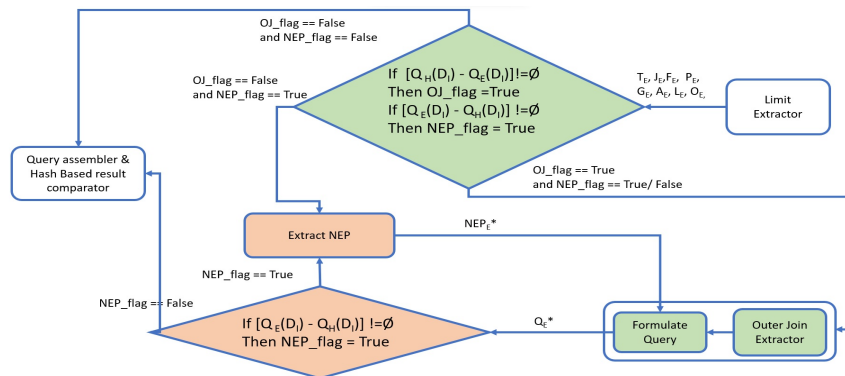 OJ_flag == False
and NEP_flag == False
OJ_flag == False
and NEP_flag == True
If [Q_H(D_I) - Q_E(D_I)]!=Ø
Then OJ_flag =True
If [Q_E(D_I) - Q_H(D_I)] !=Ø
Then NEP_flag = True
T_E, J_E,F_E, P_E,
G_E, A_E, L_E, O_E,
Limit
Extractor
Query assembler &
Hash Based result
comparator
OJ_flag == True
and NEP_flag == True/ False
Extract NEP
NEP_E*
NEP_flag == True
NEP_flag == False
If [Q_E(D_I) - Q_H(D_I)] !=Ø
Then NEP_flag = True
Q_E*
Formulate
Query
Outer Join
Extractor